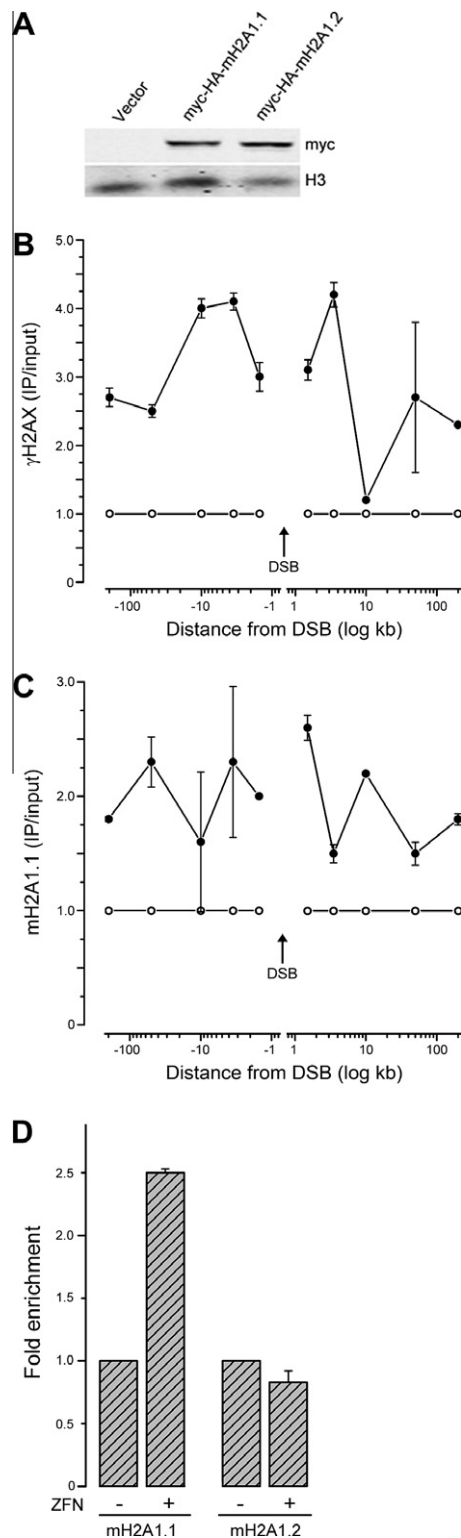 A
Vector
myc-HA-mH2A1.1
myc-HA-mH2A1.2
myc
H3
B
5.0
4.0
3.0
2.0
1.0
0
γH2AX (IP/input)
DSB
-100 -10 -1 1 10 100
Distance from DSB (log kb)
C
3.0
2.0
1.0
0
mH2A1.1 (IP/input)
DSB
-100 -10 -1 1 10 100
Distance from DSB (log kb)
D
2.5
2.0
1.5
1.0
0.5
0
Fold enrichment
ZFN - + - +
mH2A1.1 mH2A1.2